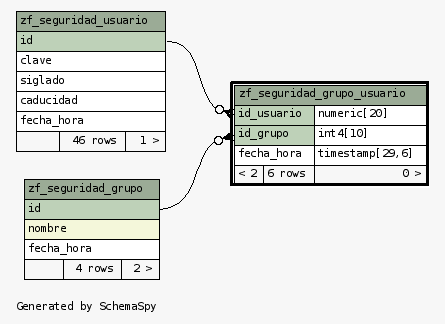 zf_seguridad_usuario
id
clave
siglado
caducidad
fecha_hora
46 rows 1 >
zf_seguridad_grupo_usuario
id_usuario numeric[20]
id_grupo int4[10]
fecha_hora timestamp[29,6]
< 2 6 rows 0 >
zf_seguridad_grupo
id
nombre
fecha_hora
4 rows 2 >
Generated by SchemaSpy